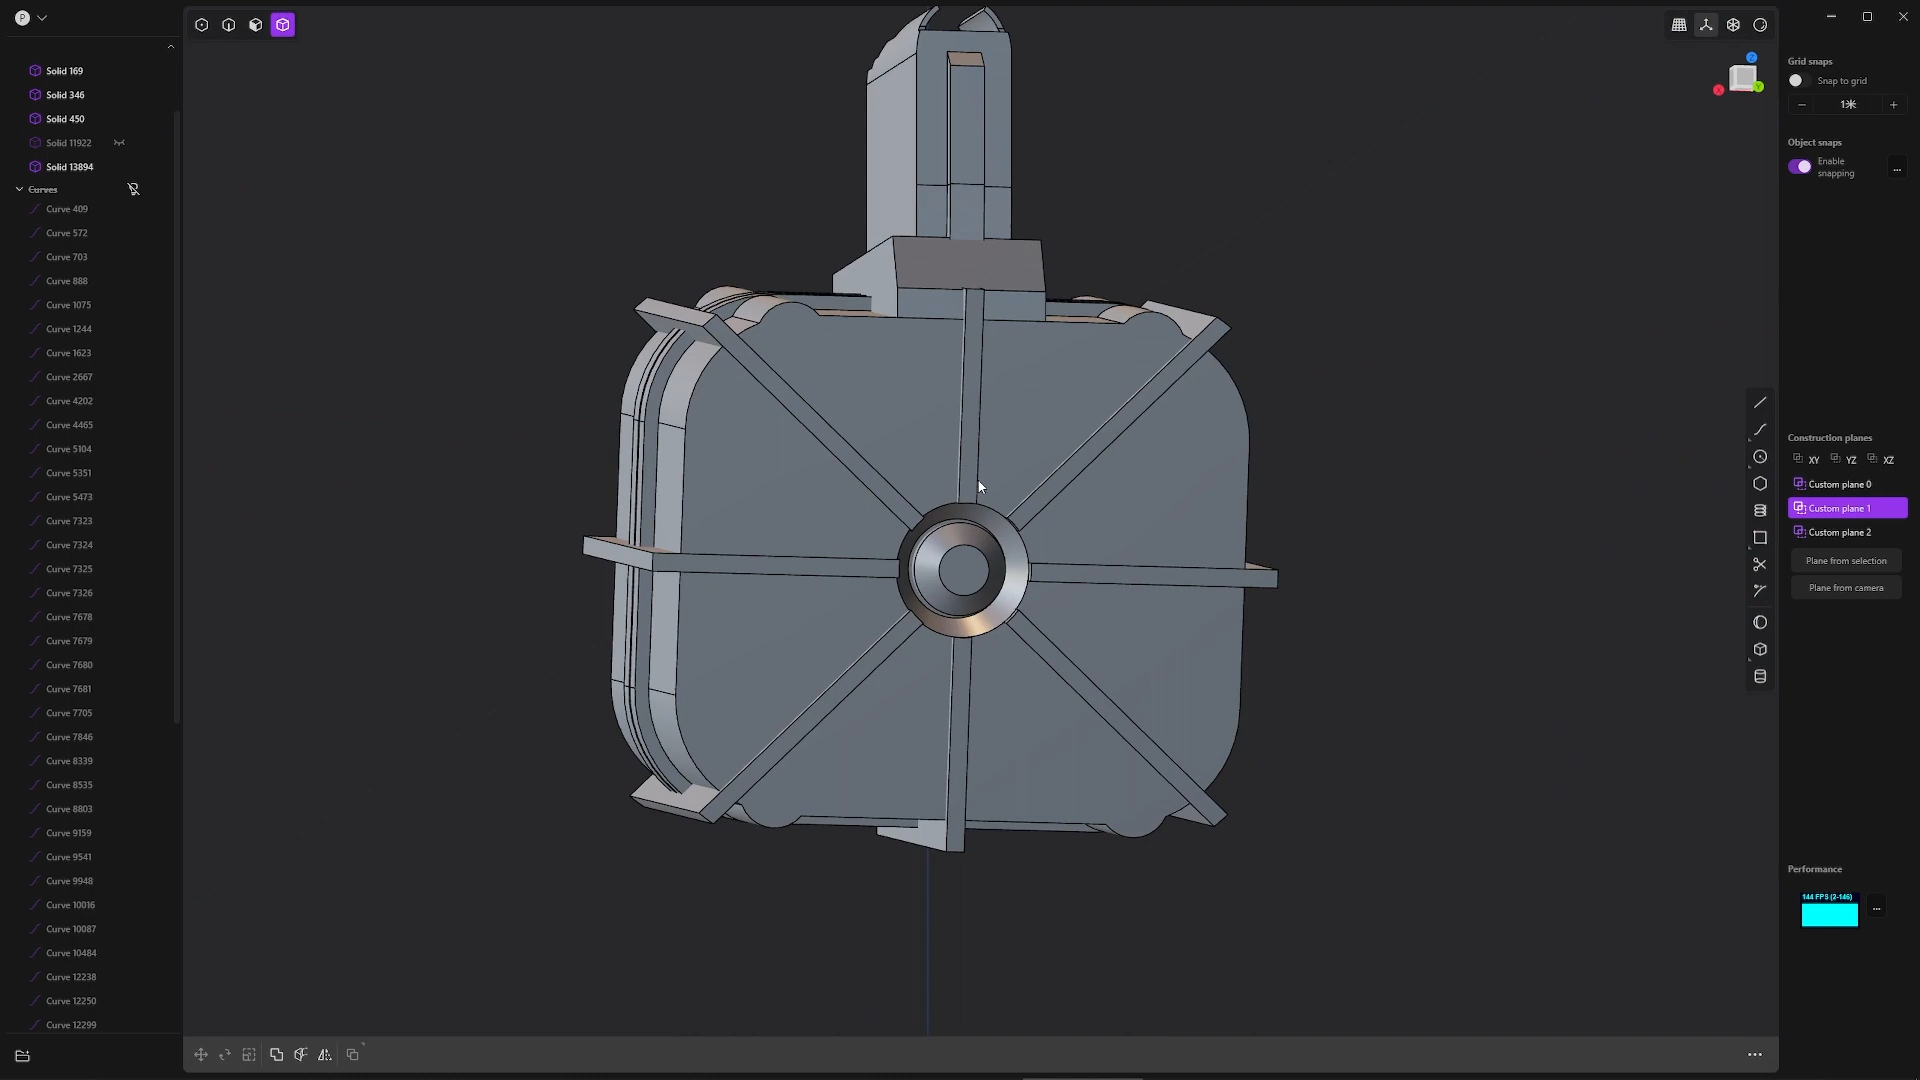 P
Solid 169
Solid 346
Solid 450
Solid 11922
Solid 13894
Curves
Curve 409
Curve 572
Curve 703
Curve 888
Curve 1075
Curve 1244
Curve 1623
Curve 2667
Curve 4202
Curve 4465
Curve 5104
Curve 5351
Curve 5473
Curve 7323
Curve 7324
Curve 7325
Curve 7326
Curve 7678
Curve 7679
Curve 7680
Curve 7681
Curve 7705
Curve 7846
Curve 8339
Curve 8535
Curve 8803
Curve 9159
Curve 9541
Curve 9948
Curve 10016
Curve 10087
Curve 10484
Curve 12238
Curve 12250
Curve 12299
Z
X
Y
Grid snaps
Snap to grid
Object snaps
Enable
snapping
...
Construction planes
XY YZ XZ
Custom plane 0
Custom plane 1
Custom plane 2
Plane from selection
Plane from camera
Performance
144 FPS (2-146)
...